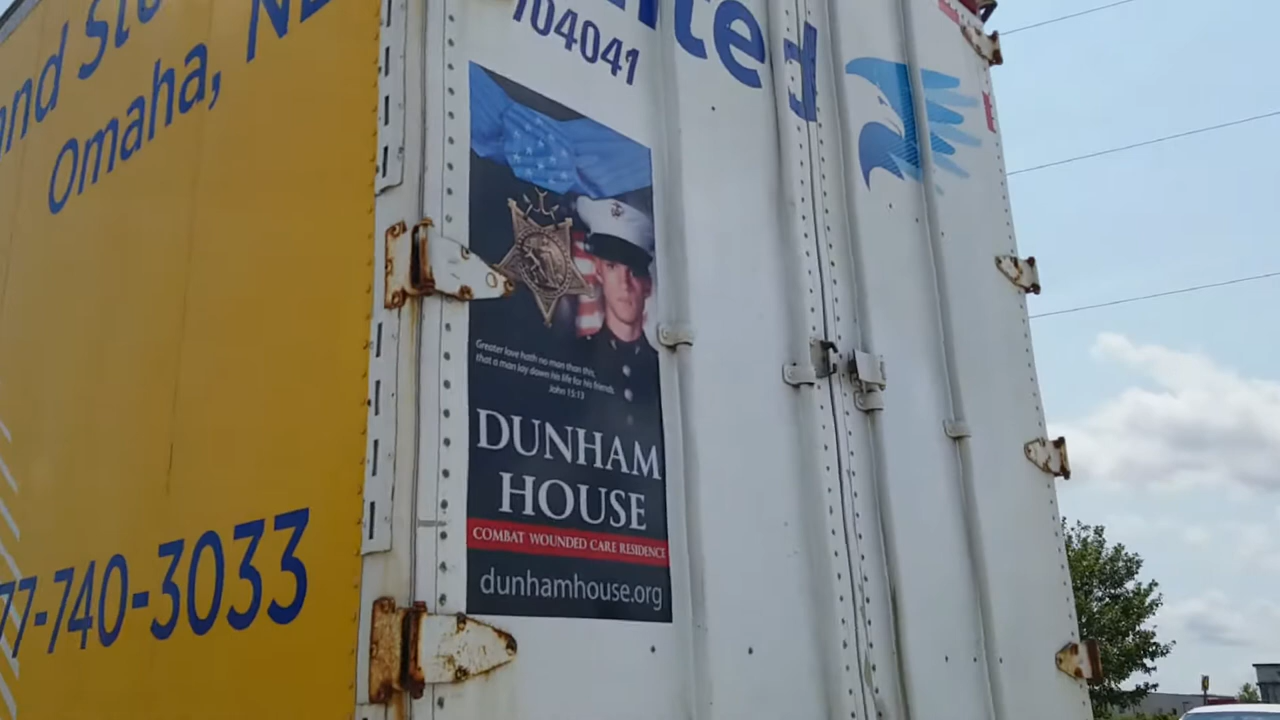 Omaha,
77-740-3033
104041
Greater love hath no man than this,
that a man lay down his life for his friends.
John 15:13
DUNHAM
HOUSE
COMBAT WOUNDED CARE RESIDENCE
dunhamhouse.org